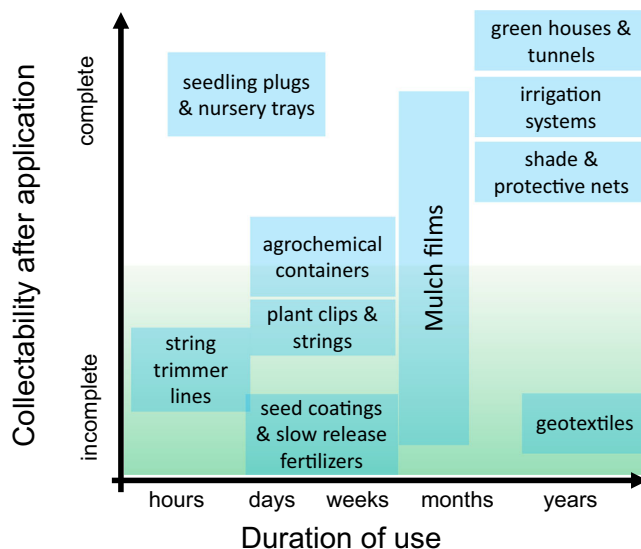 Collectability after application
complete
incomplete
seedling plugs
& nursery trays
green houses &
tunnels
irrigation
systems
shade &
protective nets
Mulch films
agrochemical
containers
plant clips &
strings
string
trimmer
lines
seed coatings
& slow release
fertilizers
geotextiles
hours days weeks months years
Duration of use